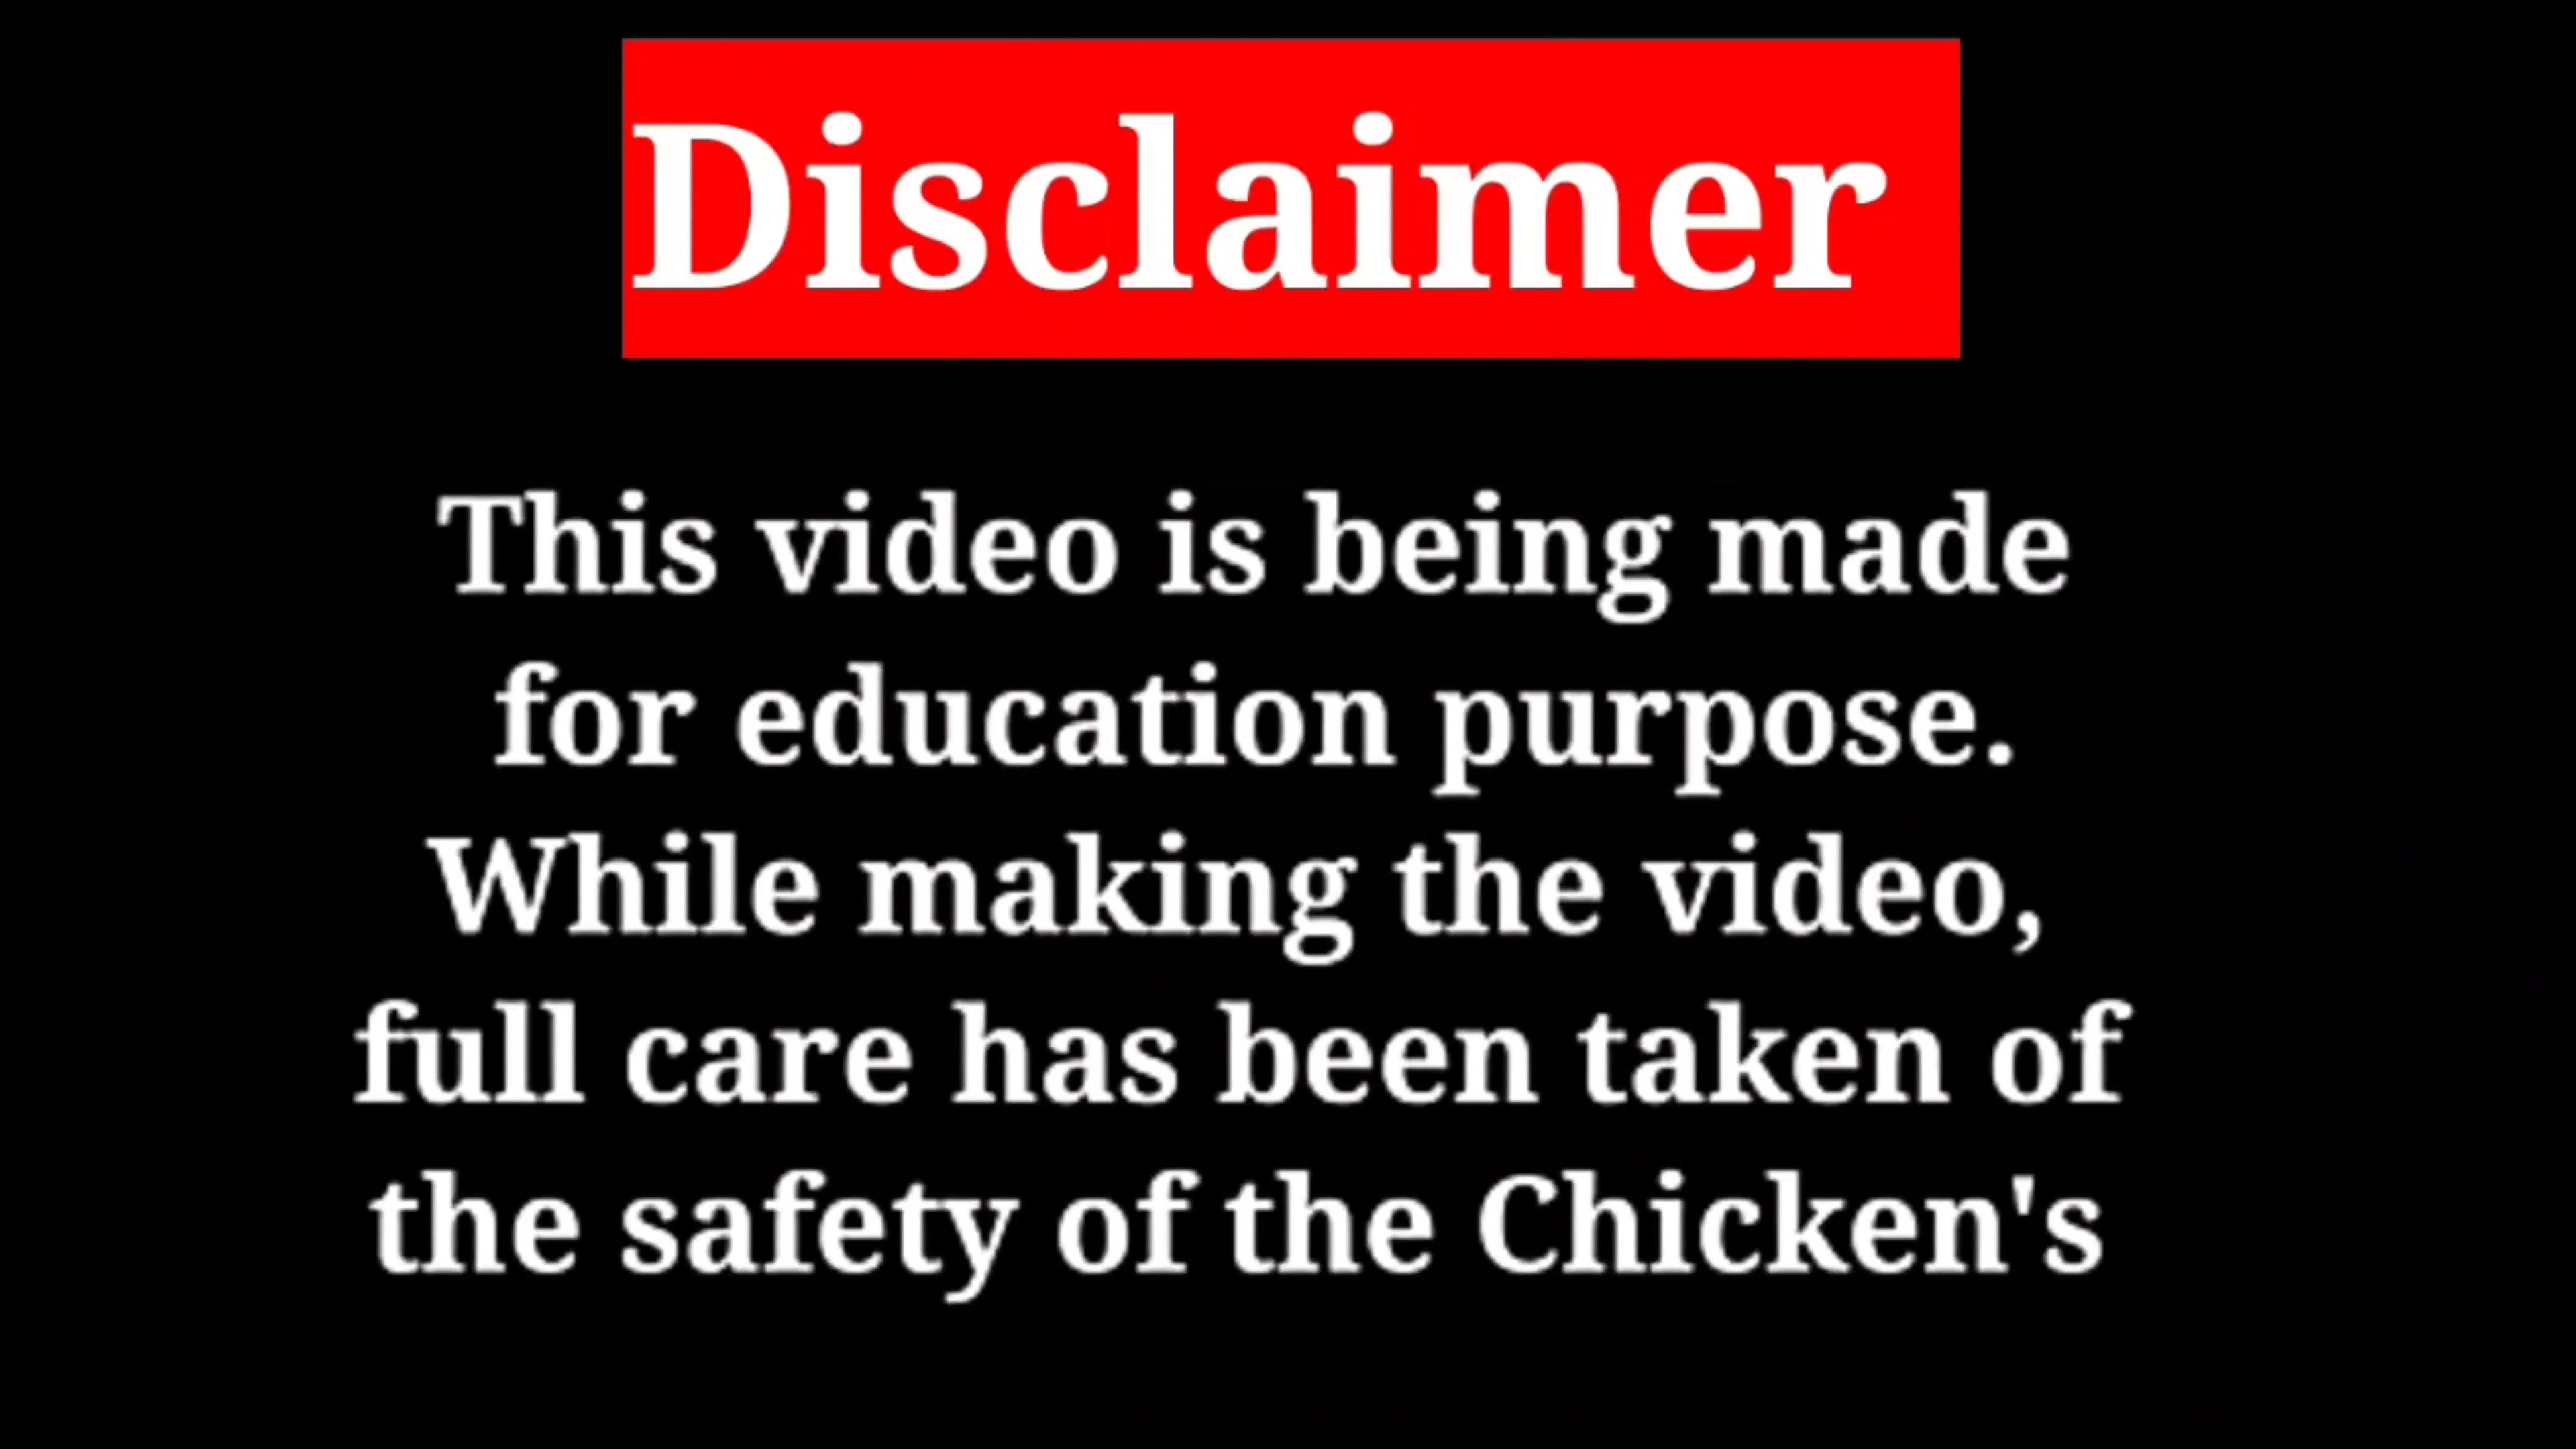 Disclaimer
This video is being made
for education purpose.
While making the video,
full care has been taken of
the safety of the Chicken's